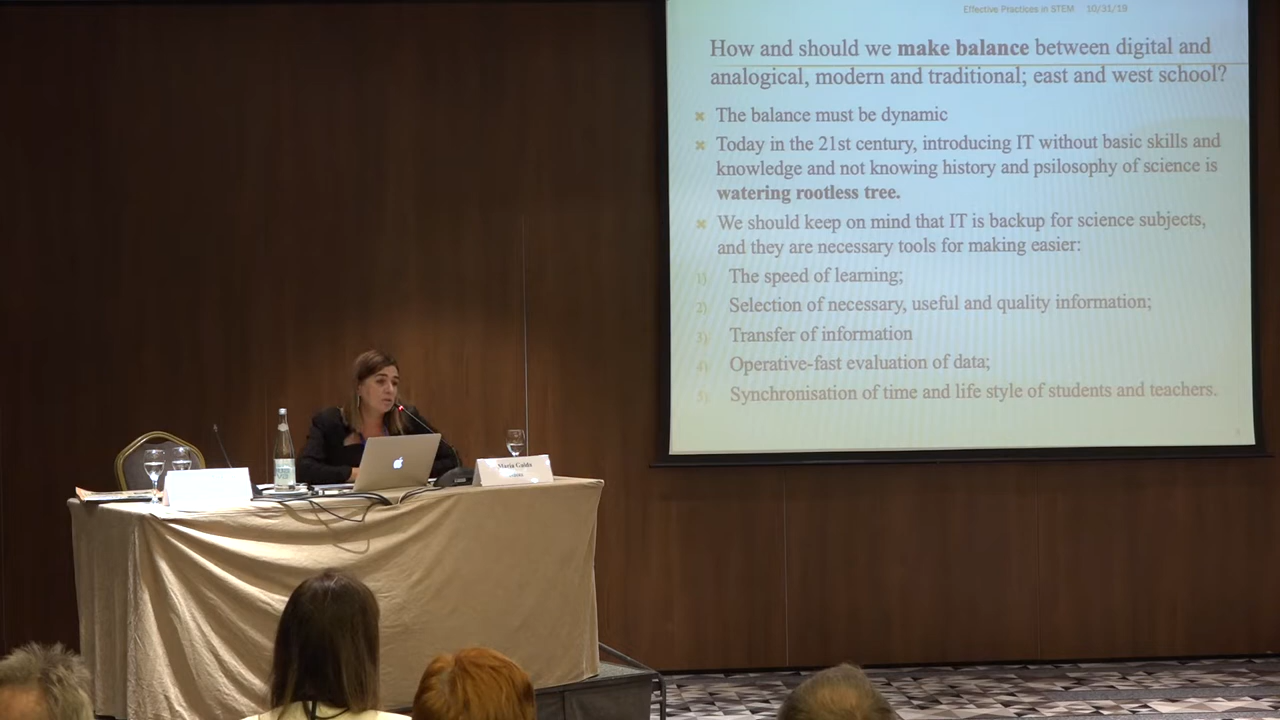 Effective Practices in STEM 10/31/19
How and should we make balance between digital and
analogical, modern and traditional; east and west school?
The balance must be dynamic
Today in the 21st century, introducing IT without basic skills and
knowledge and not knowing history and psilosophy of science is
watering rootless tree.
We should keep on mind that IT is backup for science subjects,
and they are necessary tools for making easier:
1) The speed of learning;
2) Selection of necessary, useful and quality information;
3) Transfer of information
4) Operative-fast evaluation of data;
5) Synchronisation of time and life style of students and teachers.